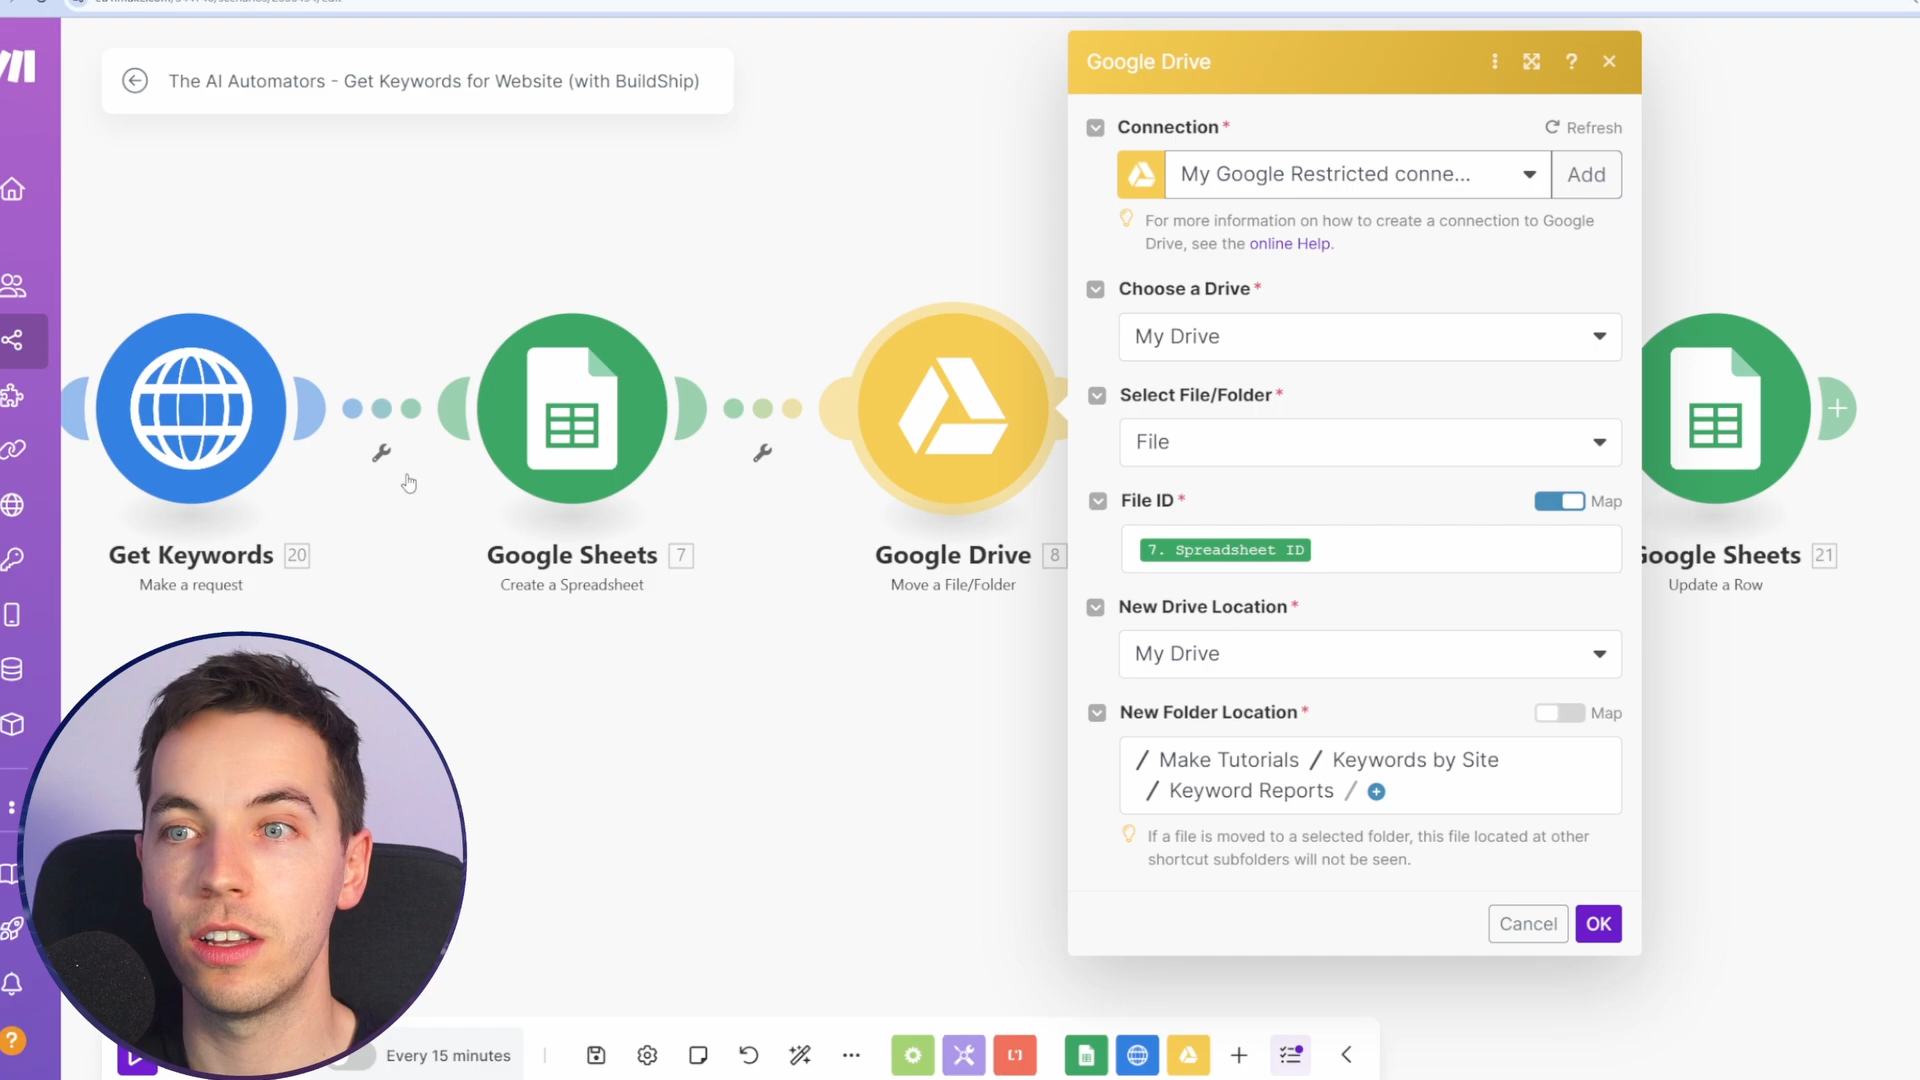 The AI Automators - Get Keywords for Website (with BuildShip)
Google Drive
?
Connection *
Refresh
My Google Restricted conne...
Add
For more information on how to create a connection to Google
Drive, see the online Help.
Choose a Drive *
My Drive
Select File/Folder *
File
File ID *
Map
7. Spreadsheet ID
New Drive Location *
My Drive
New Folder Location *
Map
/ Make Tutorials / Keywords by Site
/ Keyword Reports /
If a file is moved to a selected folder, this file located at other
shortcut subfolders will not be seen.
Cancel
OK
Get Keywords 20
Make a request
Google Sheets 7
Create a Spreadsheet
Google Drive 8
Move a File/Folder
Google Sheets 21
Update a Row
?
Every 15 minutes